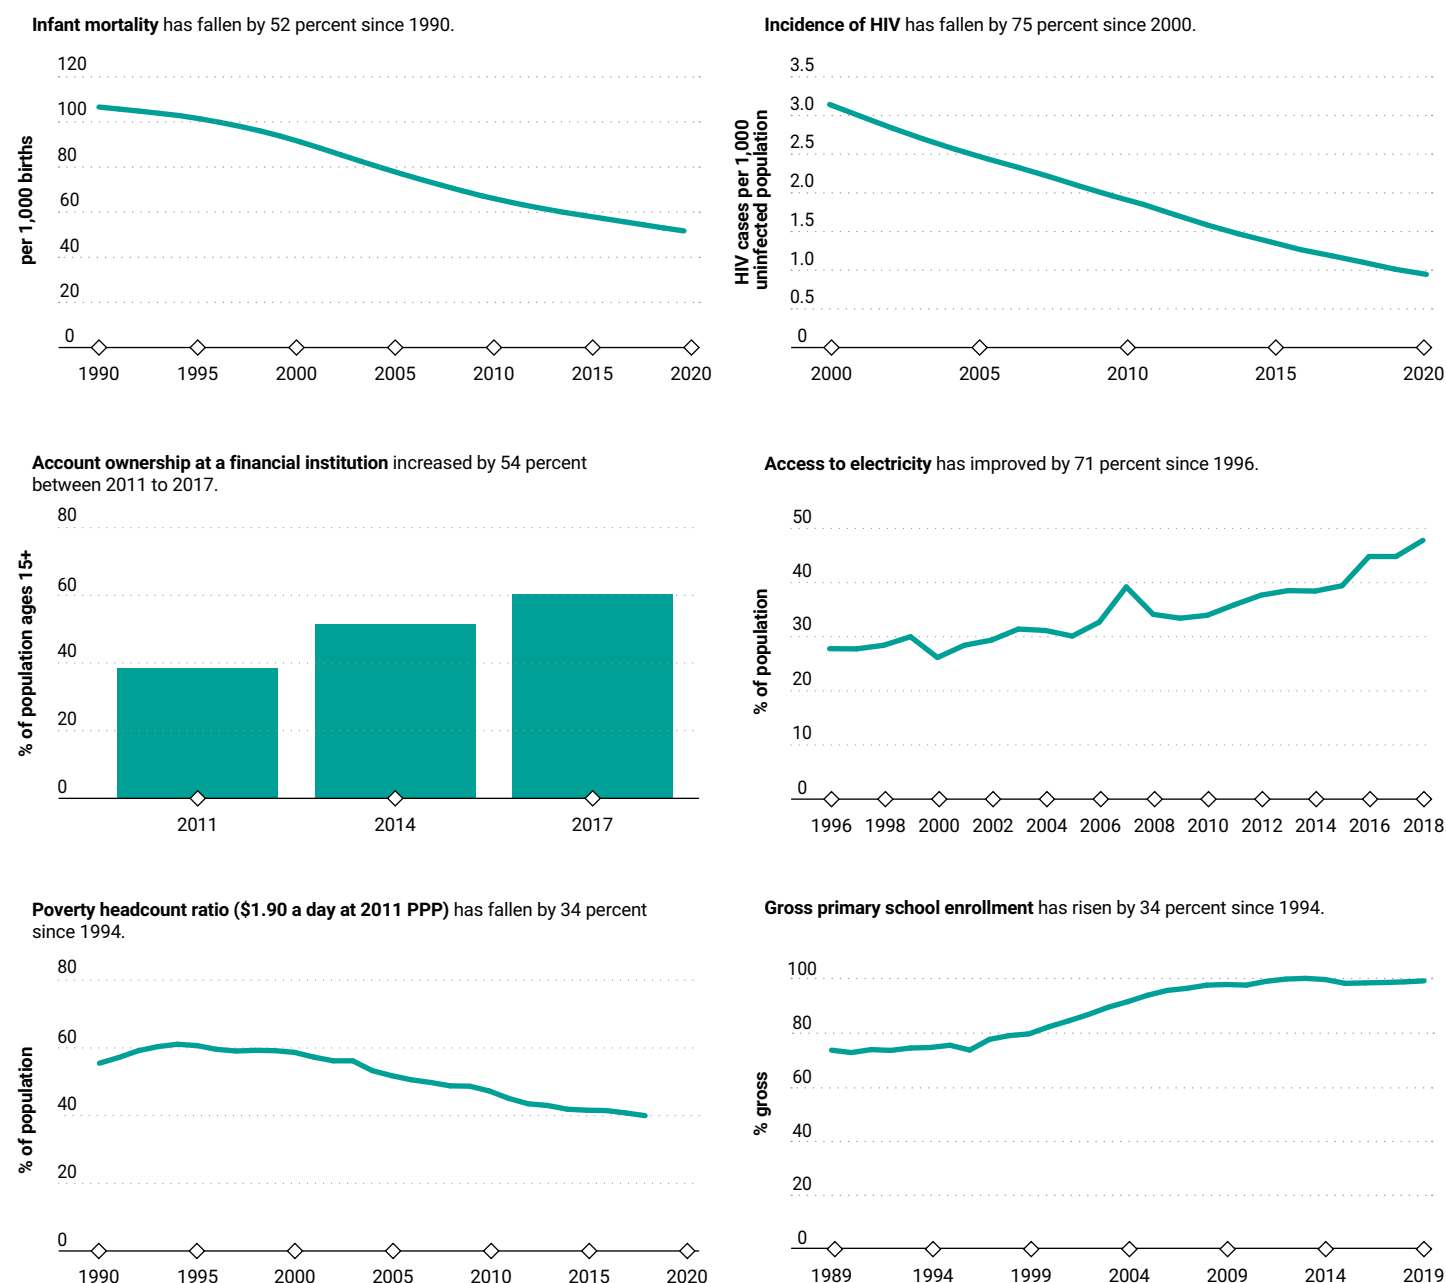 Infant mortality has fallen by 52 percent since 1990.
per 1,000 births
120
100
80
60
40
20
0
1990 1995 2000 2005 2010 2015 2020
Incidence of HIV has fallen by 75 percent since 2000.
HIV cases per 1,000
uninfected population
3.5
3.0
2.5
2.0
1.5
1.0
0.5
0
2000 2005 2010 2015 2020
Account ownership at a financial institution increased by 54 percent
between 2011 to 2017.
% of population ages 15+
80
60
40
20
0
2011 2014 2017
Access to electricity has improved by 71 percent since 1996.
% of population
50
40
30
20
10
0
1996 1998 2000 2002 2004 2006 2008 2010 2012 2014 2016 2018
Poverty headcount ratio ($1.90 a day at 2011 PPP) has fallen by 34 percent
since 1994.
% of population
80
60
40
20
0
1990 1995 2000 2005 2010 2015 2020
Gross primary school enrollment has risen by 34 percent since 1994.
% gross
100
80
60
40
20
0
1989 1994 1999 2004 2009 2014 2019